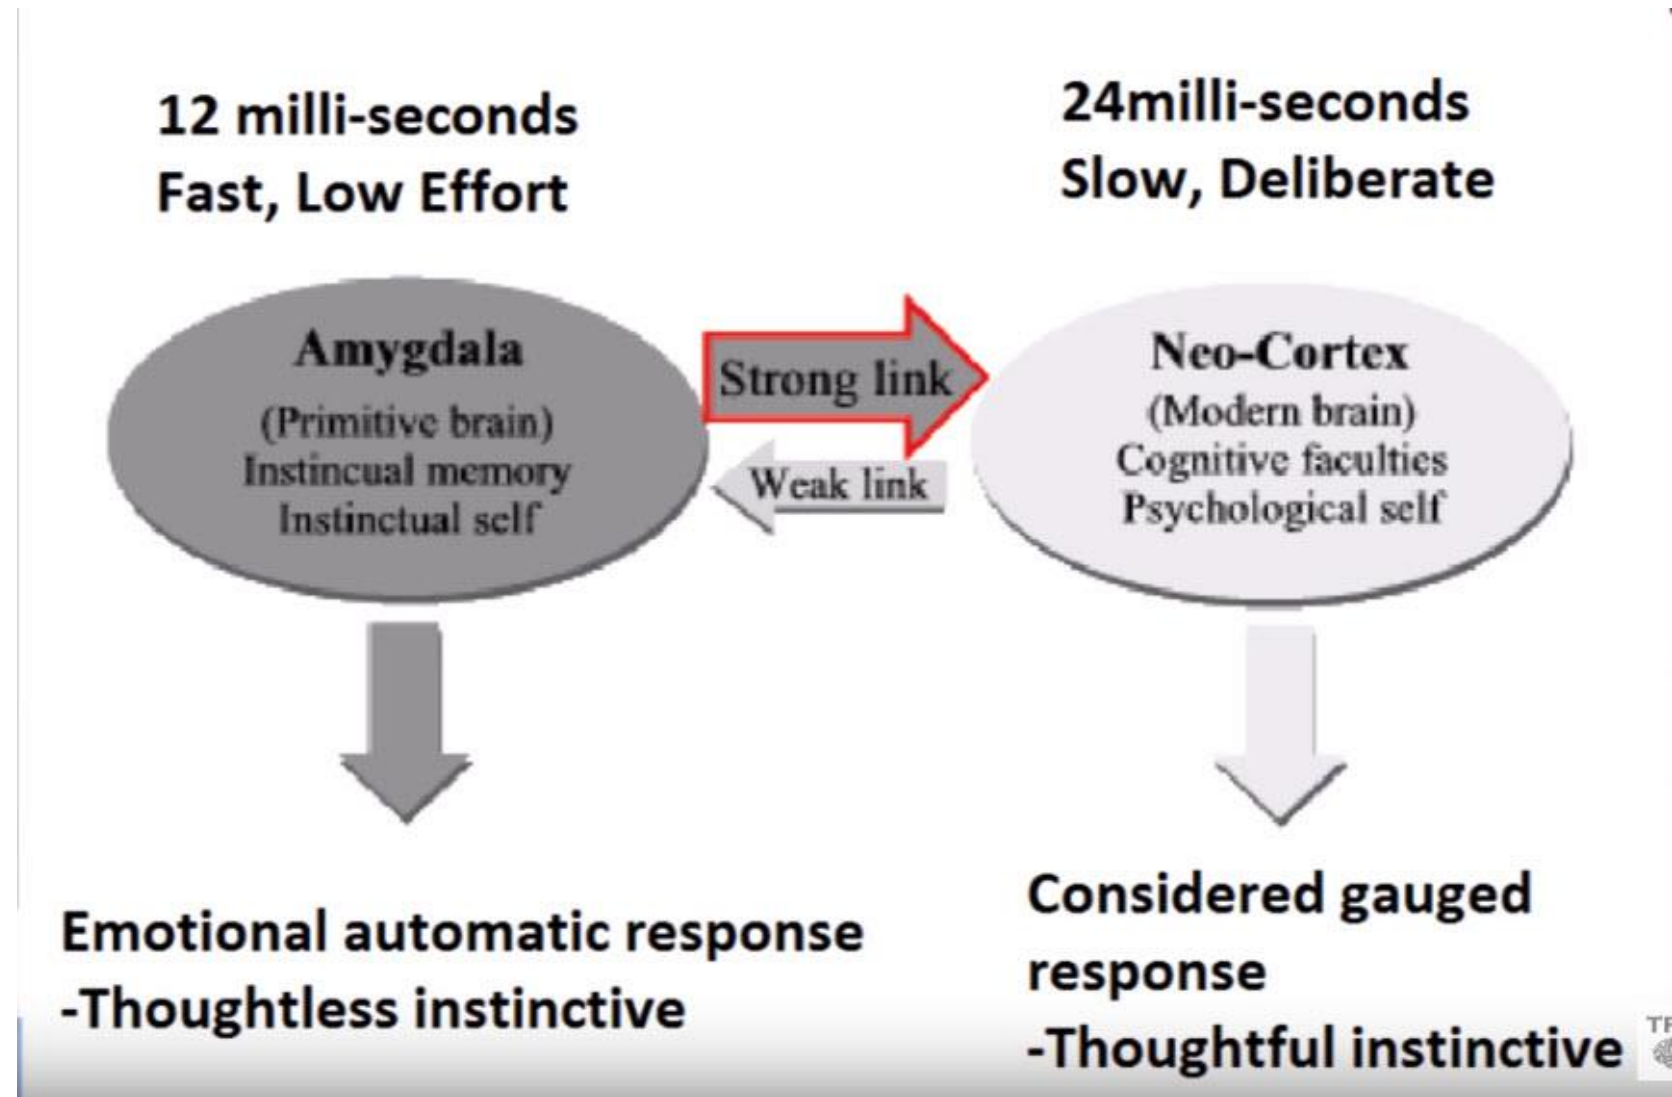 12 milli-seconds
Fast, Low Effort
24milli-seconds
Slow, Deliberate
Amygdala
(Primitive brain)
Instincual memory
Instinctual self
Strong link
Weak link
Neo-Cortex
(Modern brain)
Cognitive faculties
Psychological self
Emotional automatic response
-Thoughtless instinctive
Considered gauged
response
-Thoughtful instinctive